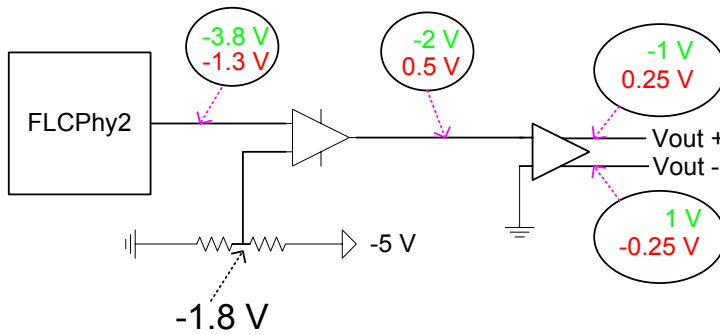 -3.8 V
-1.3 V
-2 V
0.5 V
-1 V
0.25 V
FLCPhy2
Vout +
Vout -
1 V
-0.25 V
-5 V
-1.8 V